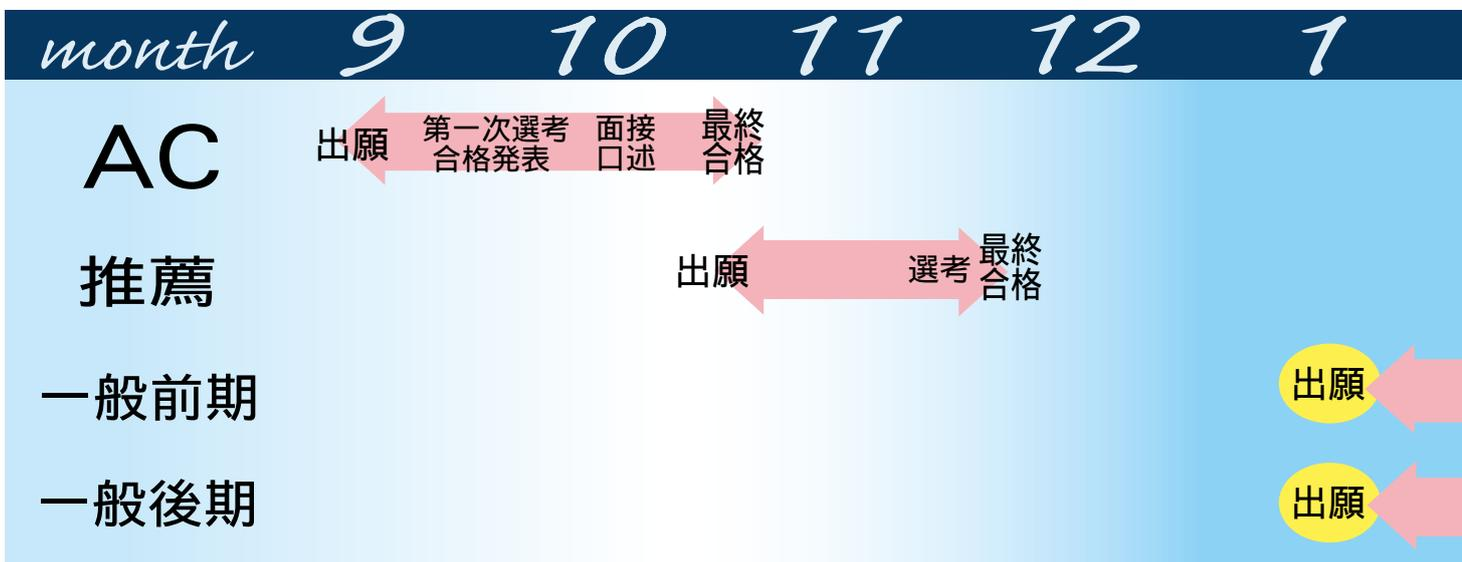 month 9 10 11 12 1
AC
出願
第一次選考
合格発表
面接
口述
最終
合格
推薦
出願
選考
最終
合格
一般前期
出願
一般後期
出願